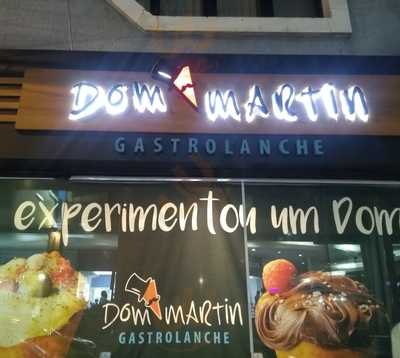 DOM MARTIN
GASTROLANCHE
experimentou um Dom
DOM MARTIN
GASTROLANCHE